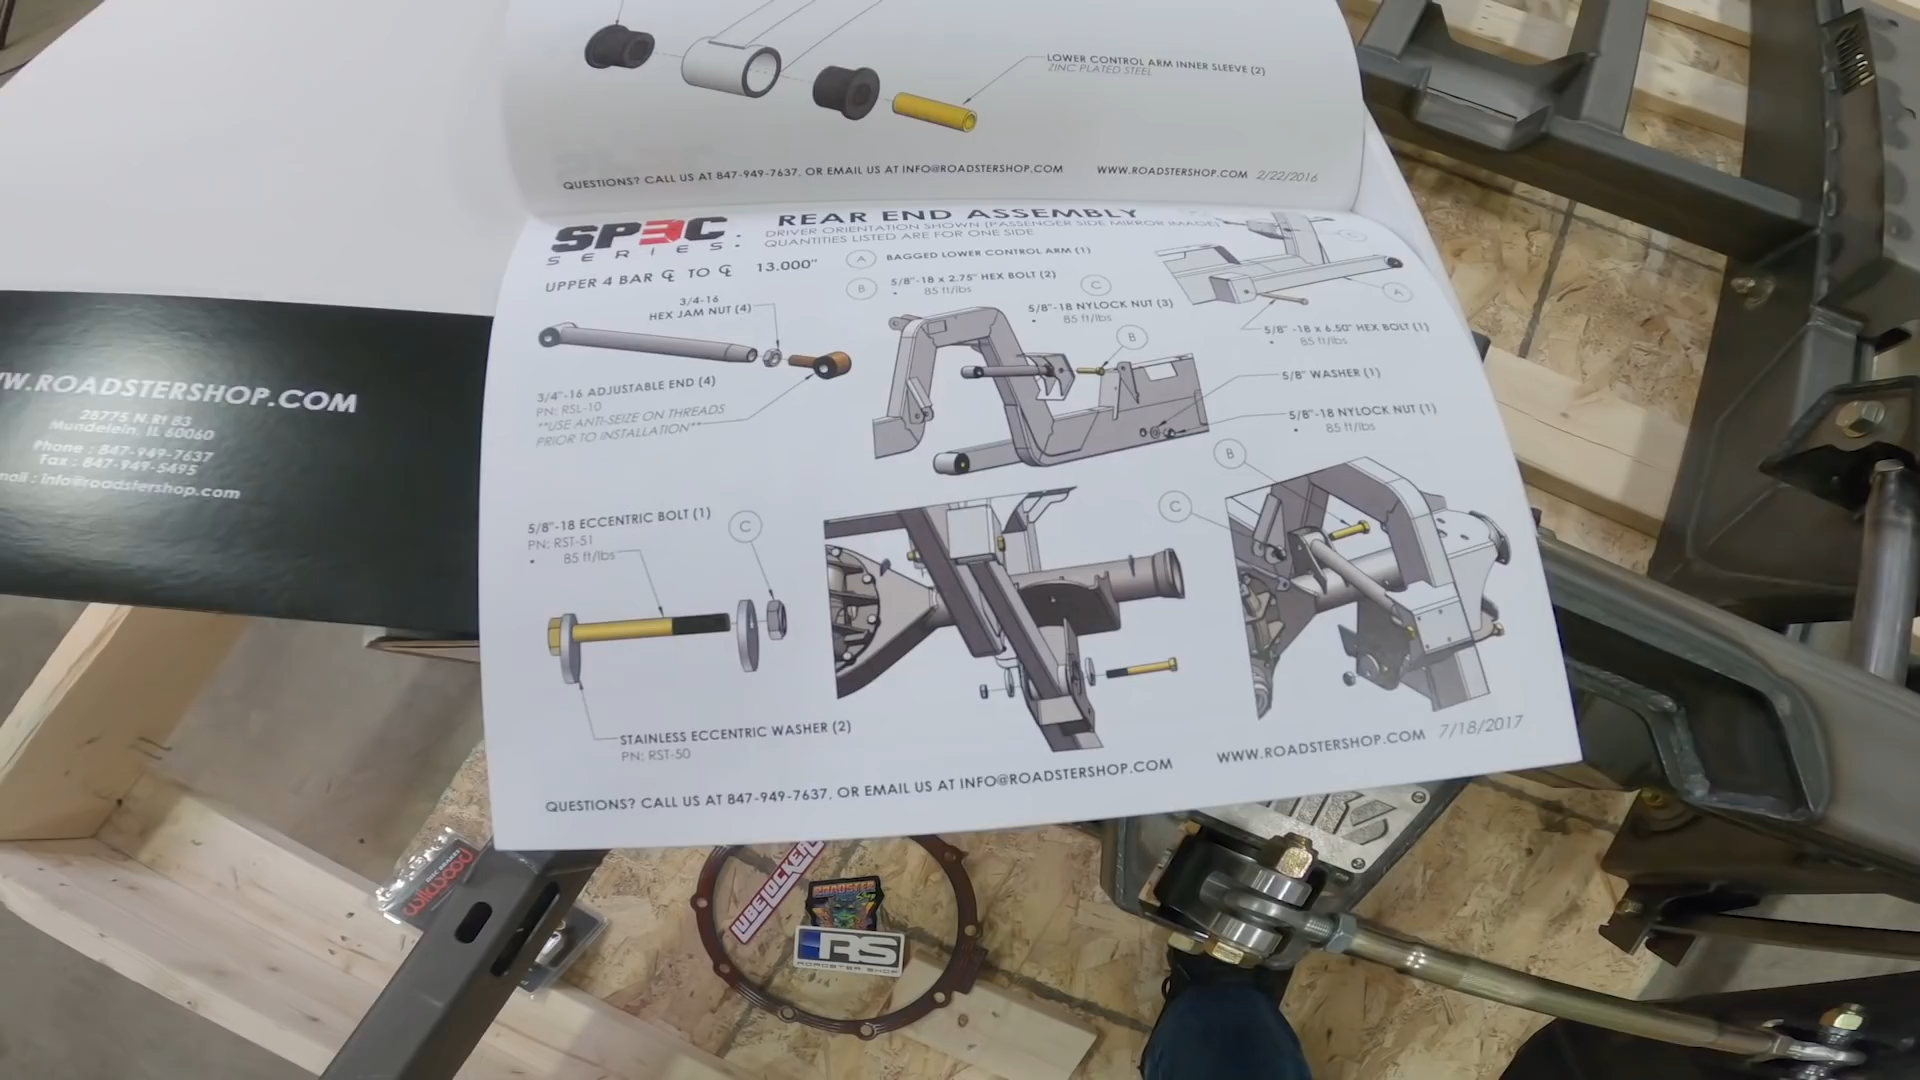 LOWER CONTROL ARM INNER SLEEVE (2)
ZINC PLATED STEEL
QUESTIONS? CALL US AT 847-949-7637, OR EMAIL US AT INFO@ROADSTERSHOP.COM
WWW.ROADSTERSHOP.COM 2/22/2016
SPEC
SERIES
REAR END ASSEMBLY
DRIVER ORIENTATION SHOWN (PASSENGER SIDE MIRROR IMAGE)
QUANTITIES LISTED ARE FOR ONE SIDE
UPPER 4 BAR ℄ TO ℄ 13.000"
A BAGGED LOWER CONTROL ARM (1)
B 5/8"-18 x 2.75" HEX BOLT (2)
• 85 ft/lbs
C
5/8"-18 NYLOCK NUT (3)
• 85 ft/lbs
3/4-16
HEX JAM NUT (4)
3/4"-16 ADJUSTABLE END (4)
PN: RSL-10
**USE ANTI-SEIZE ON THREADS
PRIOR TO INSTALLATION**
B
C
A
5/8" -18 x 6.50" HEX BOLT (1)
• 85 ft/lbs
5/8" WASHER (1)
5/8"-18 NYLOCK NUT (1)
• 85 ft/lbs
B
C
5/8"-18 ECCENTRIC BOLT (1)
PN: RST-51
• 85 ft/lbs
C
STAINLESS ECCENTRIC WASHER (2)
PN: RST-50
QUESTIONS? CALL US AT 847-949-7637, OR EMAIL US AT INFO@ROADSTERSHOP.COM
WWW.ROADSTERSHOP.COM 7/18/2017
W.ROADSTERSHOP.COM
28775 N.Rt 83
Mundelein, IL 60060
Phone : 847-949-7637
Fax : 847-949-5495
mail : info@roadstershop.com
wilwood
DISC BRAKES
LUBELOCKER
ROADSTER
RS
ROADSTER SHOP